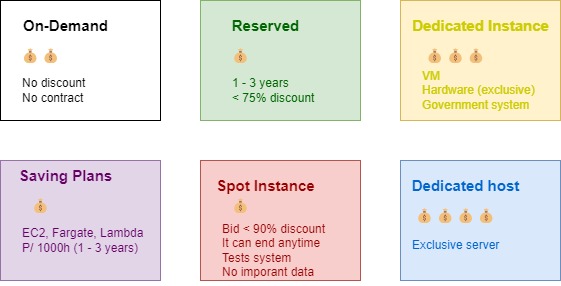 On-Demand
No discount
No contract
Reserved
1 - 3 years
< 75% discount
Dedicated Instance
VM
Hardware (exclusive)
Government system
Saving Plans
EC2, Fargate, Lambda
P/ 1000h (1 - 3 years)
Spot Instance
Bid < 90% discount
It can end anytime
Tests system
No imporant data
Dedicated host
Exclusive server